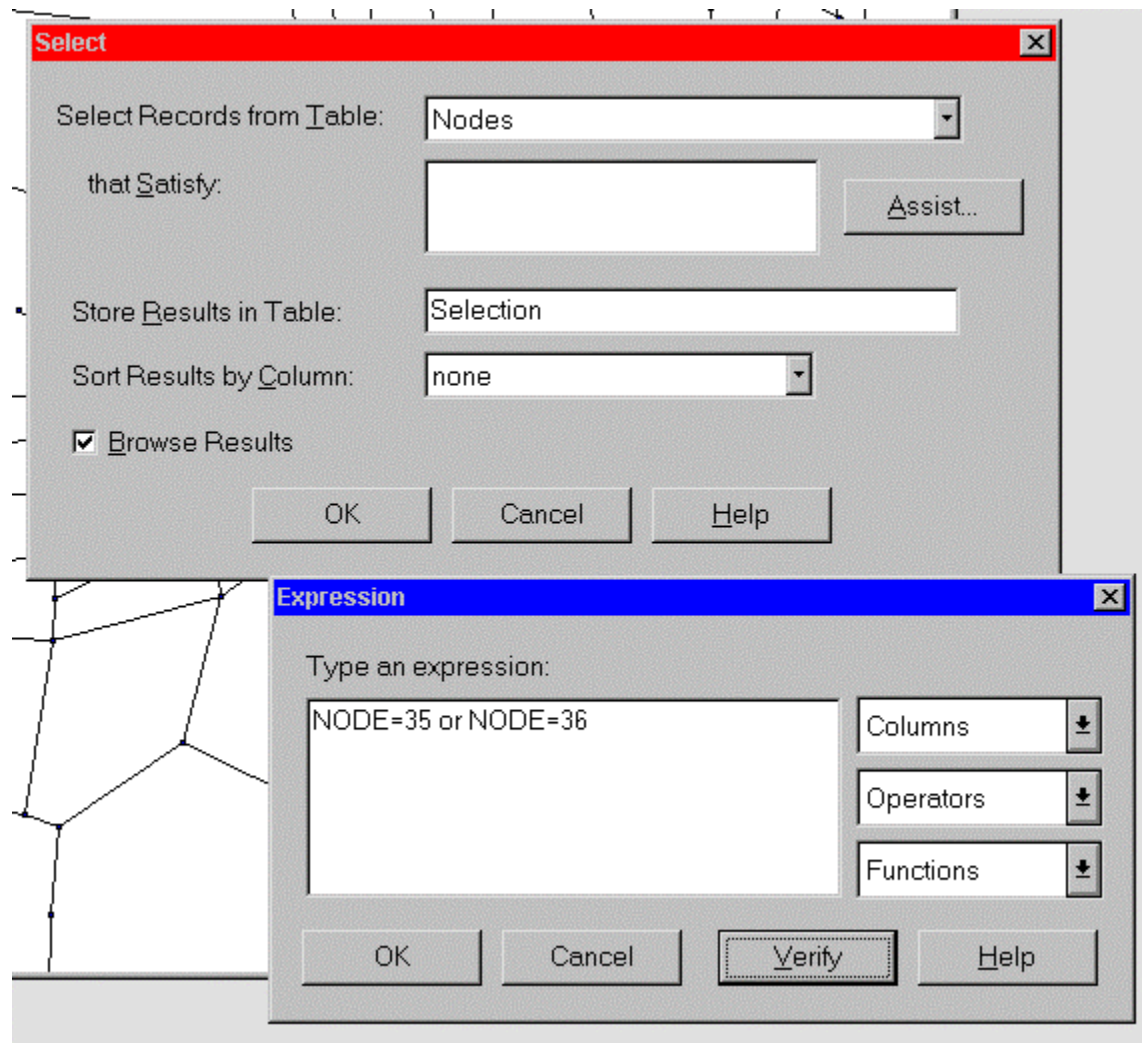 Select
Select Records from Table: Nodes
that Satisfy: Assist...
Store Results in Table: Selection
Sort Results by Column: none
Browse Results
OK Cancel Help
Expression
Type an expression:
NODE=35 or NODE=36
Columns
Operators
Functions
OK Cancel Verify Help